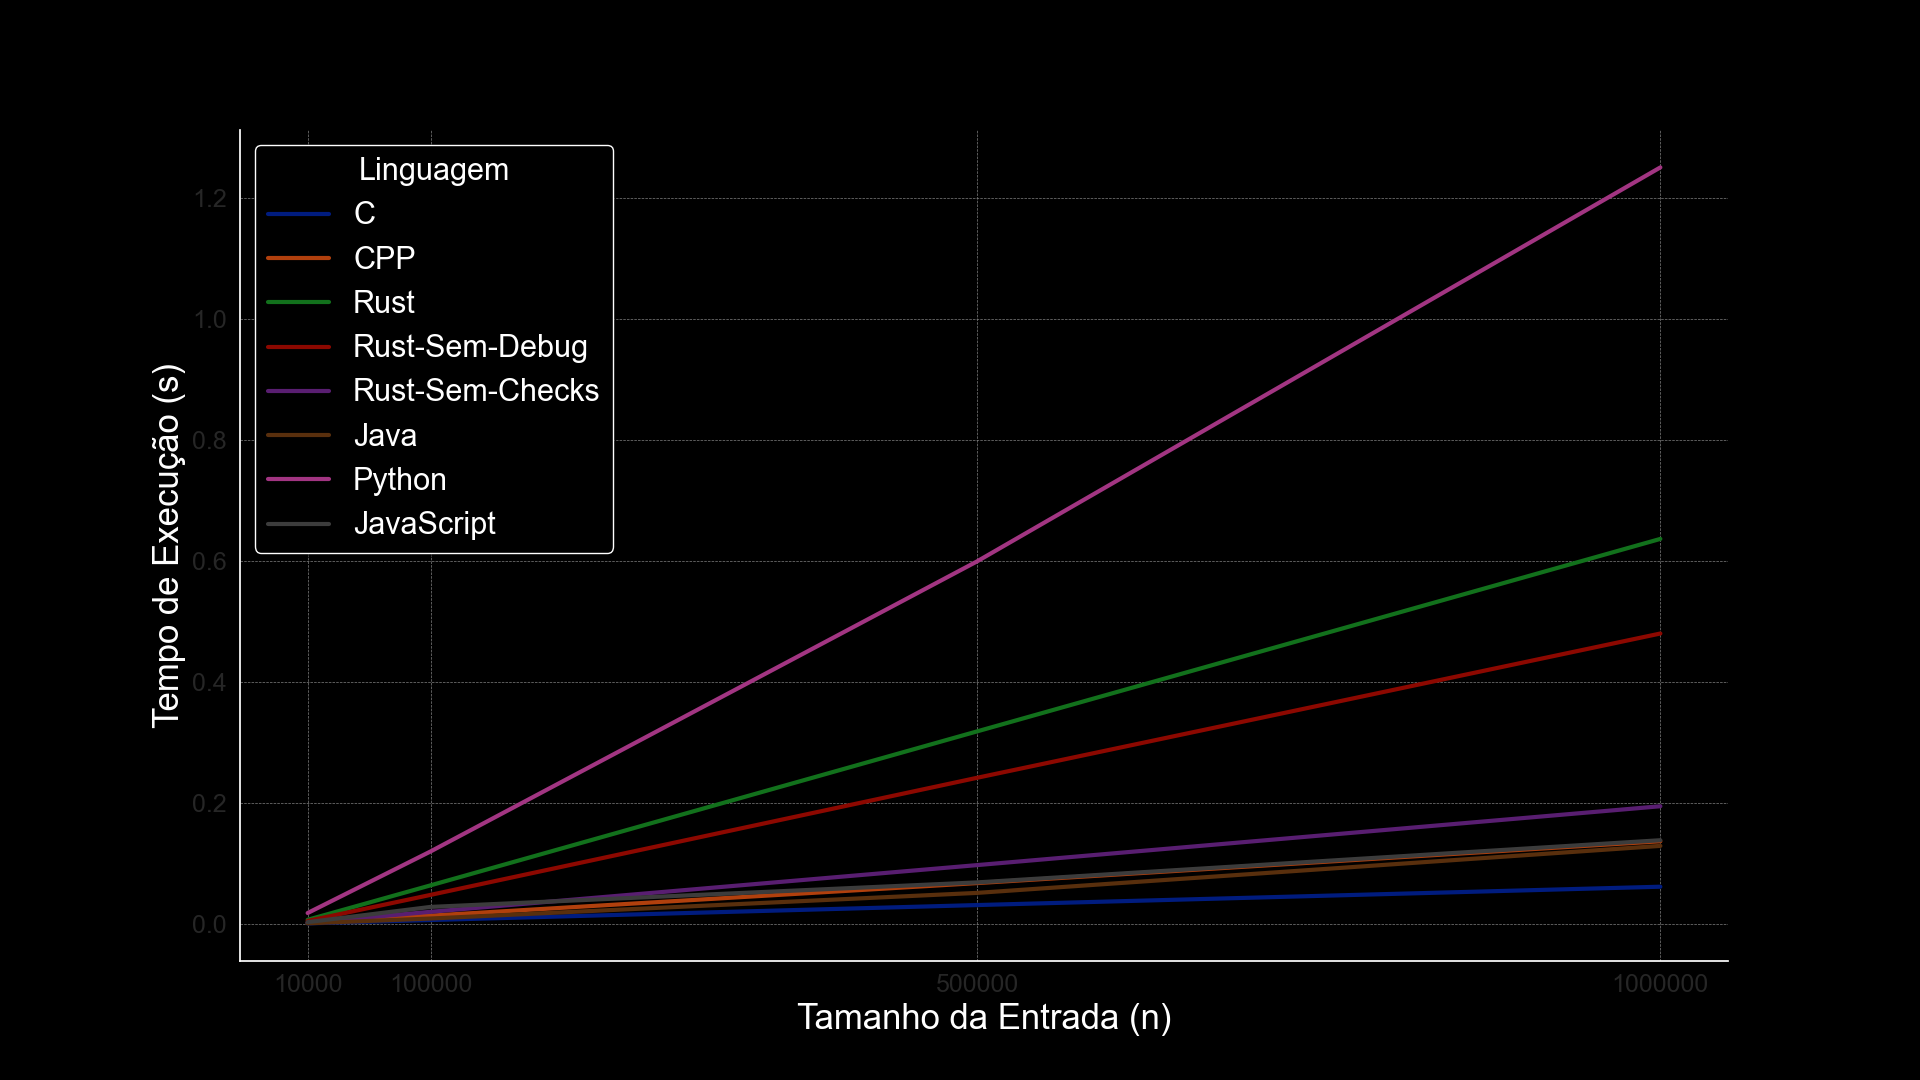 Linguagem
C
CPP
Rust
Rust-Sem-Debug
Rust-Sem-Checks
Java
Python
JavaScript
Tempo de Execução (s)
1.2
1.0
0.8
0.6
0.4
0.2
0.0
10000 100000 500000 1000000
Tamanho da Entrada (n)